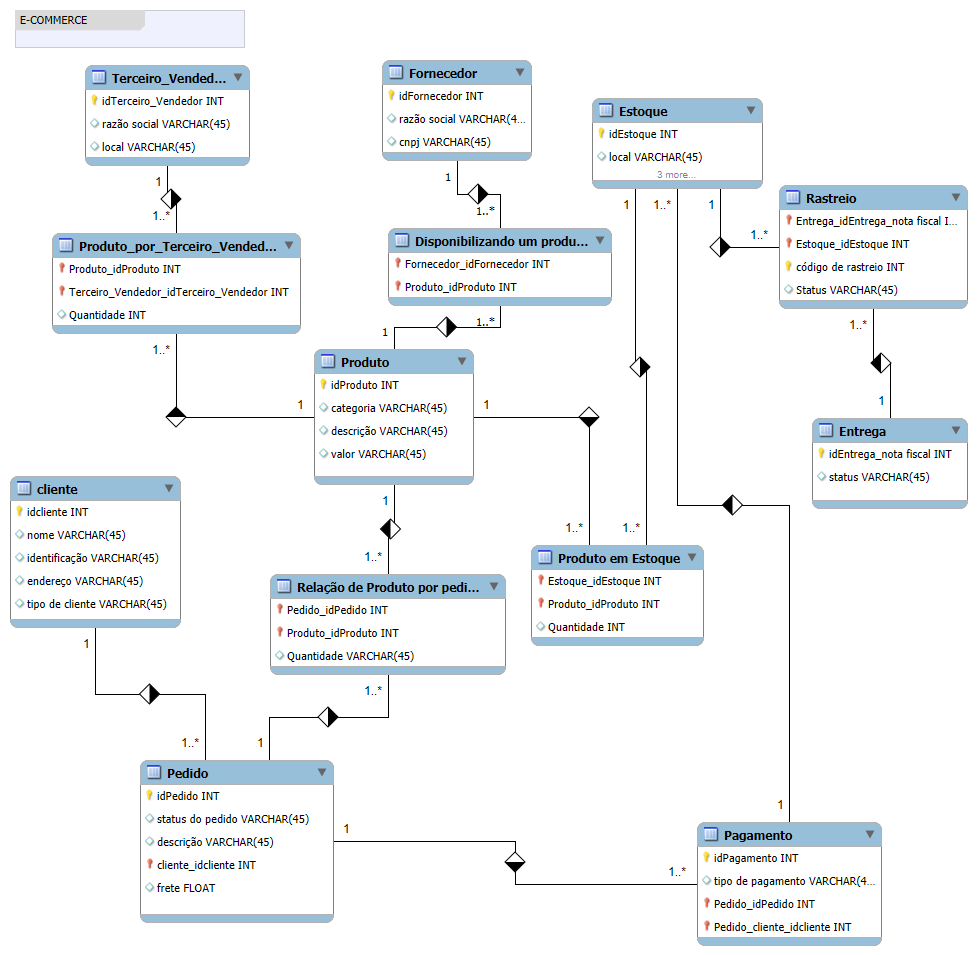 E-COMMERCE
Terceiro_Vended...
idTerceiro_Vendedor INT
razão social VARCHAR(45)
local VARCHAR(45)
1
1..*
Fornecedor
idFornecedor INT
razão social VARCHAR(4...
cnpj VARCHAR(45)
1
1..*
Estoque
idEstoque INT
local VARCHAR(45)
3 more...
1
1..*
1
1..*
Rastreio
Entrega_idEntrega_nota fiscal I...
Estoque_idEstoque INT
código de rastreio INT
Status VARCHAR(45)
1..*
1
Produto_por_Terceiro_Vended...
Produto_idProduto INT
Terceiro_Vendedor_idTerceiro_Vendedor INT
Quantidade INT
1..*
1
Disponibilizando um produ...
Fornecedor_idFornecedor INT
Produto_idProduto INT
1..*
1
Produto
idProduto INT
categoria VARCHAR(45)
descrição VARCHAR(45)
valor VARCHAR(45)
1
1
1..*
Entrega
idEntrega_nota fiscal INT
status VARCHAR(45)
cliente
idcliente INT
nome VARCHAR(45)
identificação VARCHAR(45)
endereço VARCHAR(45)
tipo de cliente VARCHAR(45)
1
1..*
1..*
1..*
Produto em Estoque
Estoque_idEstoque INT
Produto_idProduto INT
Quantidade INT
Relação de Produto por pedi...
Pedido_idPedido INT
Produto_idProduto INT
Quantidade VARCHAR(45)
1..*
1
Pedido
idPedido INT
status do pedido VARCHAR(45)
descrição VARCHAR(45)
cliente_idcliente INT
frete FLOAT
1
1..*
1
Pagamento
idPagamento INT
tipo de pagamento VARCHAR(4...
Pedido_idPedido INT
Pedido_cliente_idcliente INT